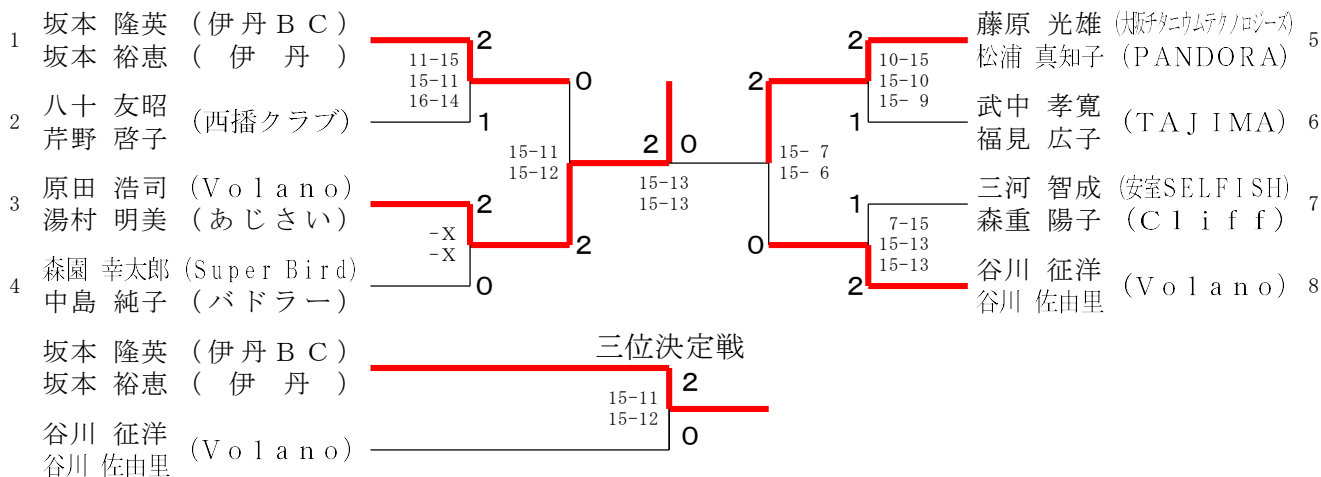 1 坂本 隆英 (伊丹BC)
坂本 裕恵 (伊丹)
2
11-15
15-11
16-14
0
2 八十 友昭
芹野 啓子 (西播クラブ)
1
15-11
15-12
3 原田 浩司 (Volano)
湯村 明美 (あじさい)
2
-X
-X
2
4 森園 幸太郎 (Super Bird)
中島 純子 (バドラー)
0
2 0
15-13
15-13
藤原 光雄 (大阪チタニウムテクノロジーズ) 5
松浦 真知子 (PANDORA)
2
10-15
15-10
15- 9
2
武中 孝寛
福見 広子 (TAJIMA) 6
1
15- 7
15- 6
三河 智成 (安室SELFISH) 7
森重 陽子 (Cliff)
1
7-15
15-13
15-13
0
谷川 征洋
谷川 佐由里 (Volano) 8
2
三位決定戦
坂本 隆英 (伊丹BC)
坂本 裕恵 (伊丹)
2
15-11
15-12
谷川 征洋
谷川 佐由里 (Volano)
0